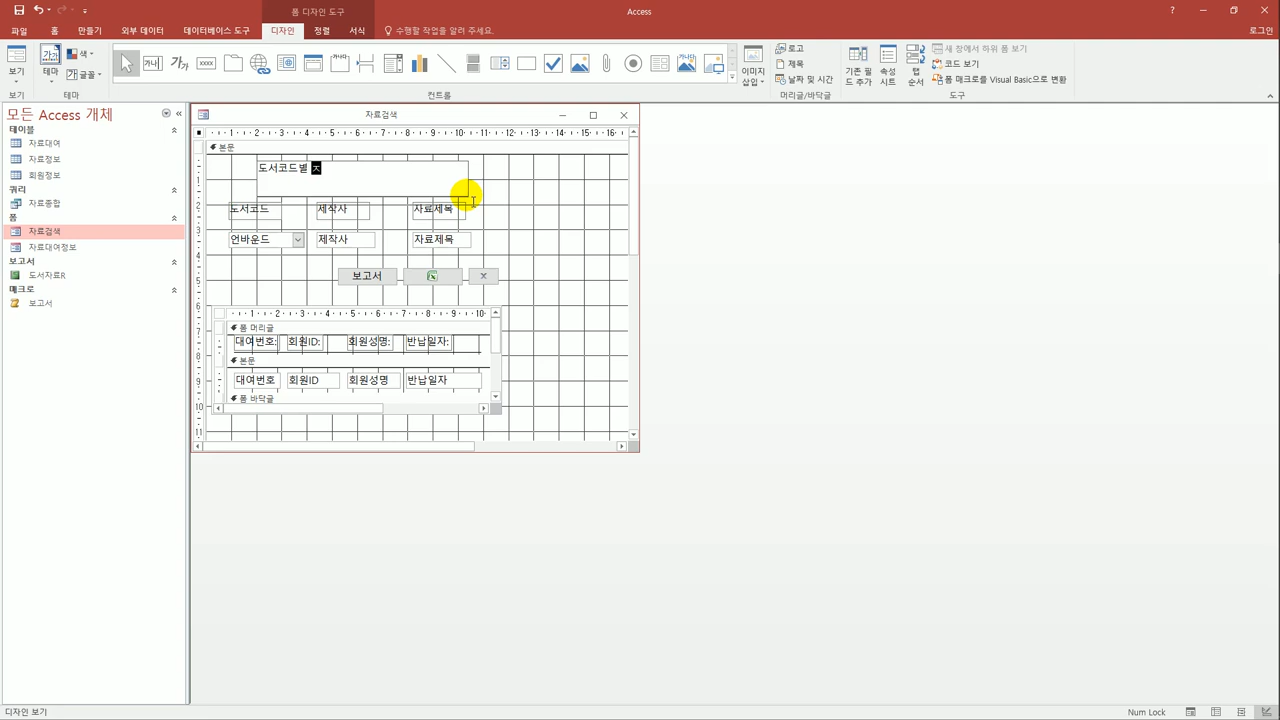 폼 디자인 도구
Access
파일
홈
만들기
외부 데이터
데이터베이스 도구
디자인
정렬
서식
수행할 작업을 알려 주세요.
로그인
보기
테마
색
글꼴
로고
제목
날짜 및 시간
이미지
삽입
기존 필
드 추가
속성
시트
탭
순서
새 창에서 하위 폼 보기
코드 보기
폼 매크로를 Visual Basic으로 변환
보기
테마
컨트롤
머리글/바닥글
도구
모든 Access 개체
테이블
자료대여
자료정보
회원정보
쿼리
자료종합
폼
자료검색
자료대여정보
보고서
도서자료R
매크로
보고서
자료검색
본문
도서코드별 ㅈ
도서코드
제작사
자료제목
언바운드
제작사
자료제목
보고서
폼 머리글
대여번호:
회원ID:
회원성명:
반납일자:
본문
대여번호
회원ID
회원성명
반납일자
폼 바닥글
디자인 보기
Num Lock